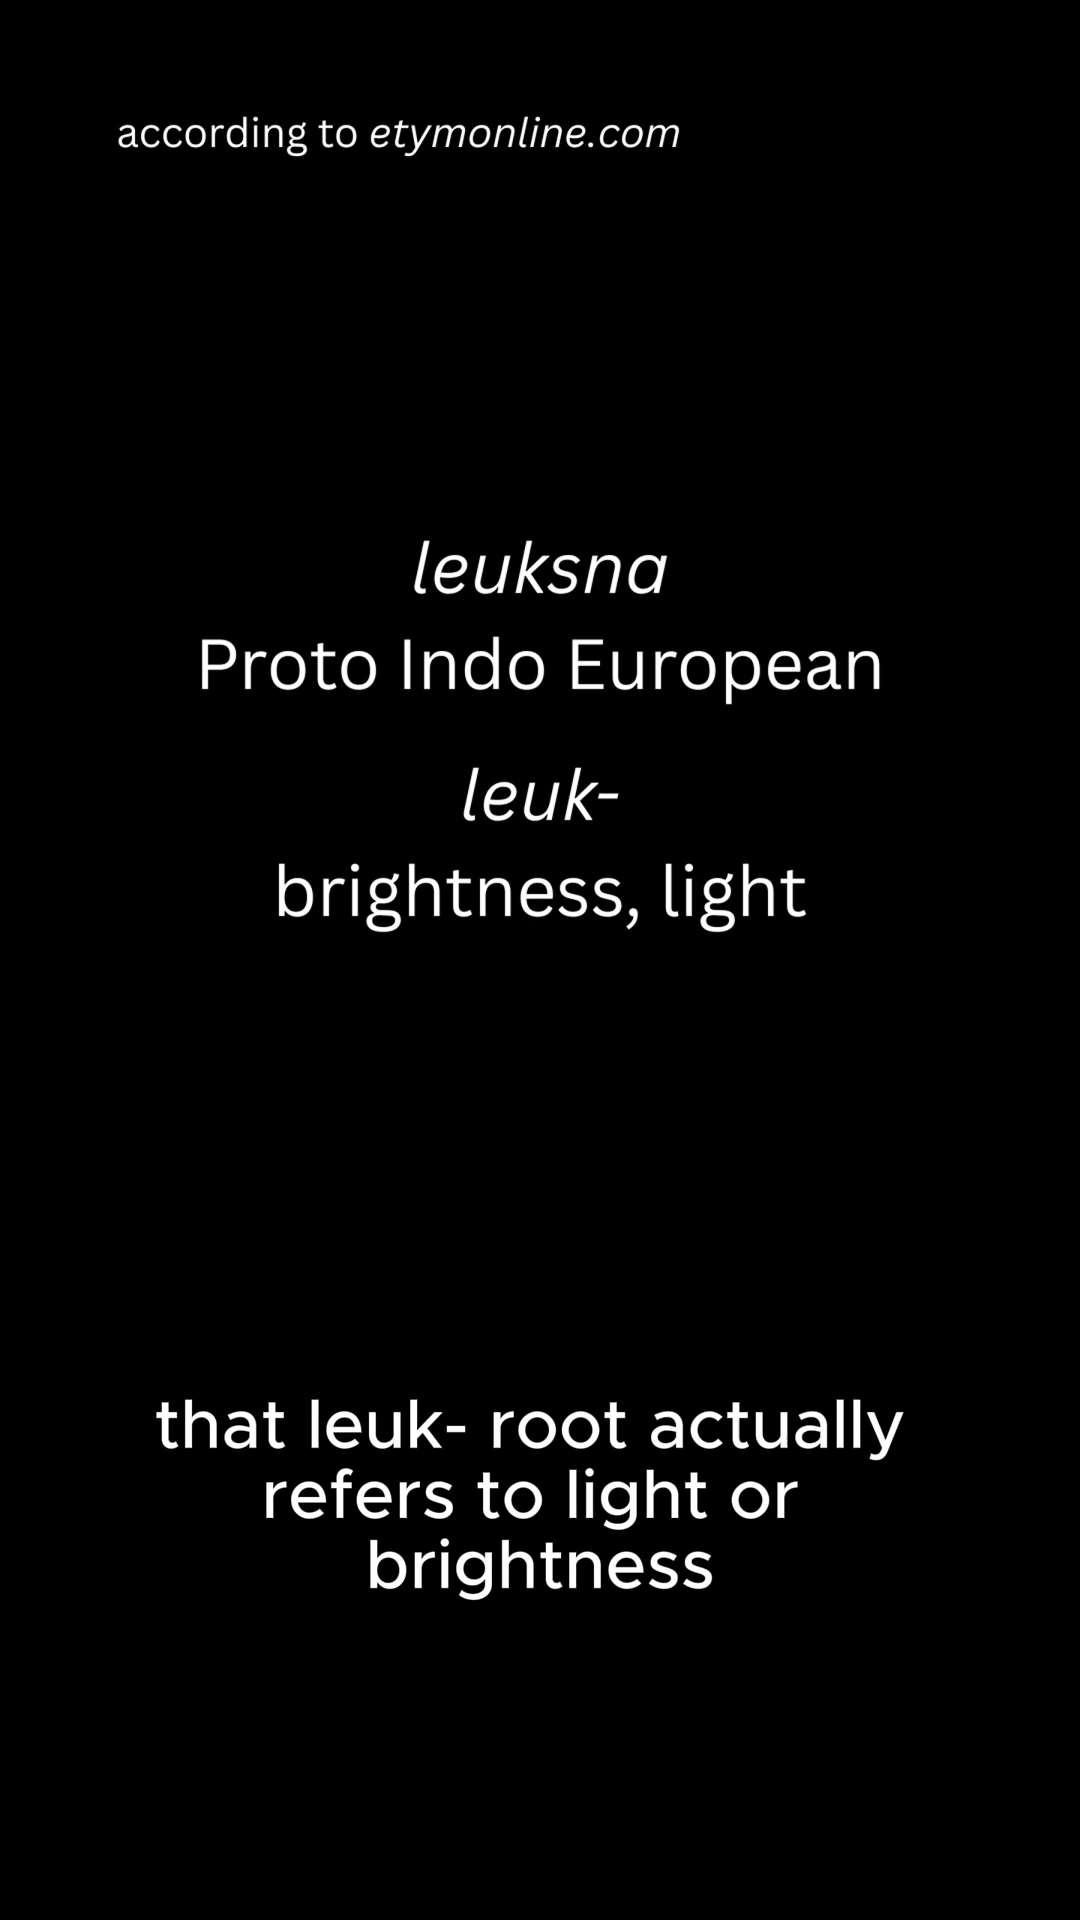 according to etymonline.com
leuksna
Proto Indo European
leuk-
brightness, light
that leuk- root actually
refers to light or
brightness